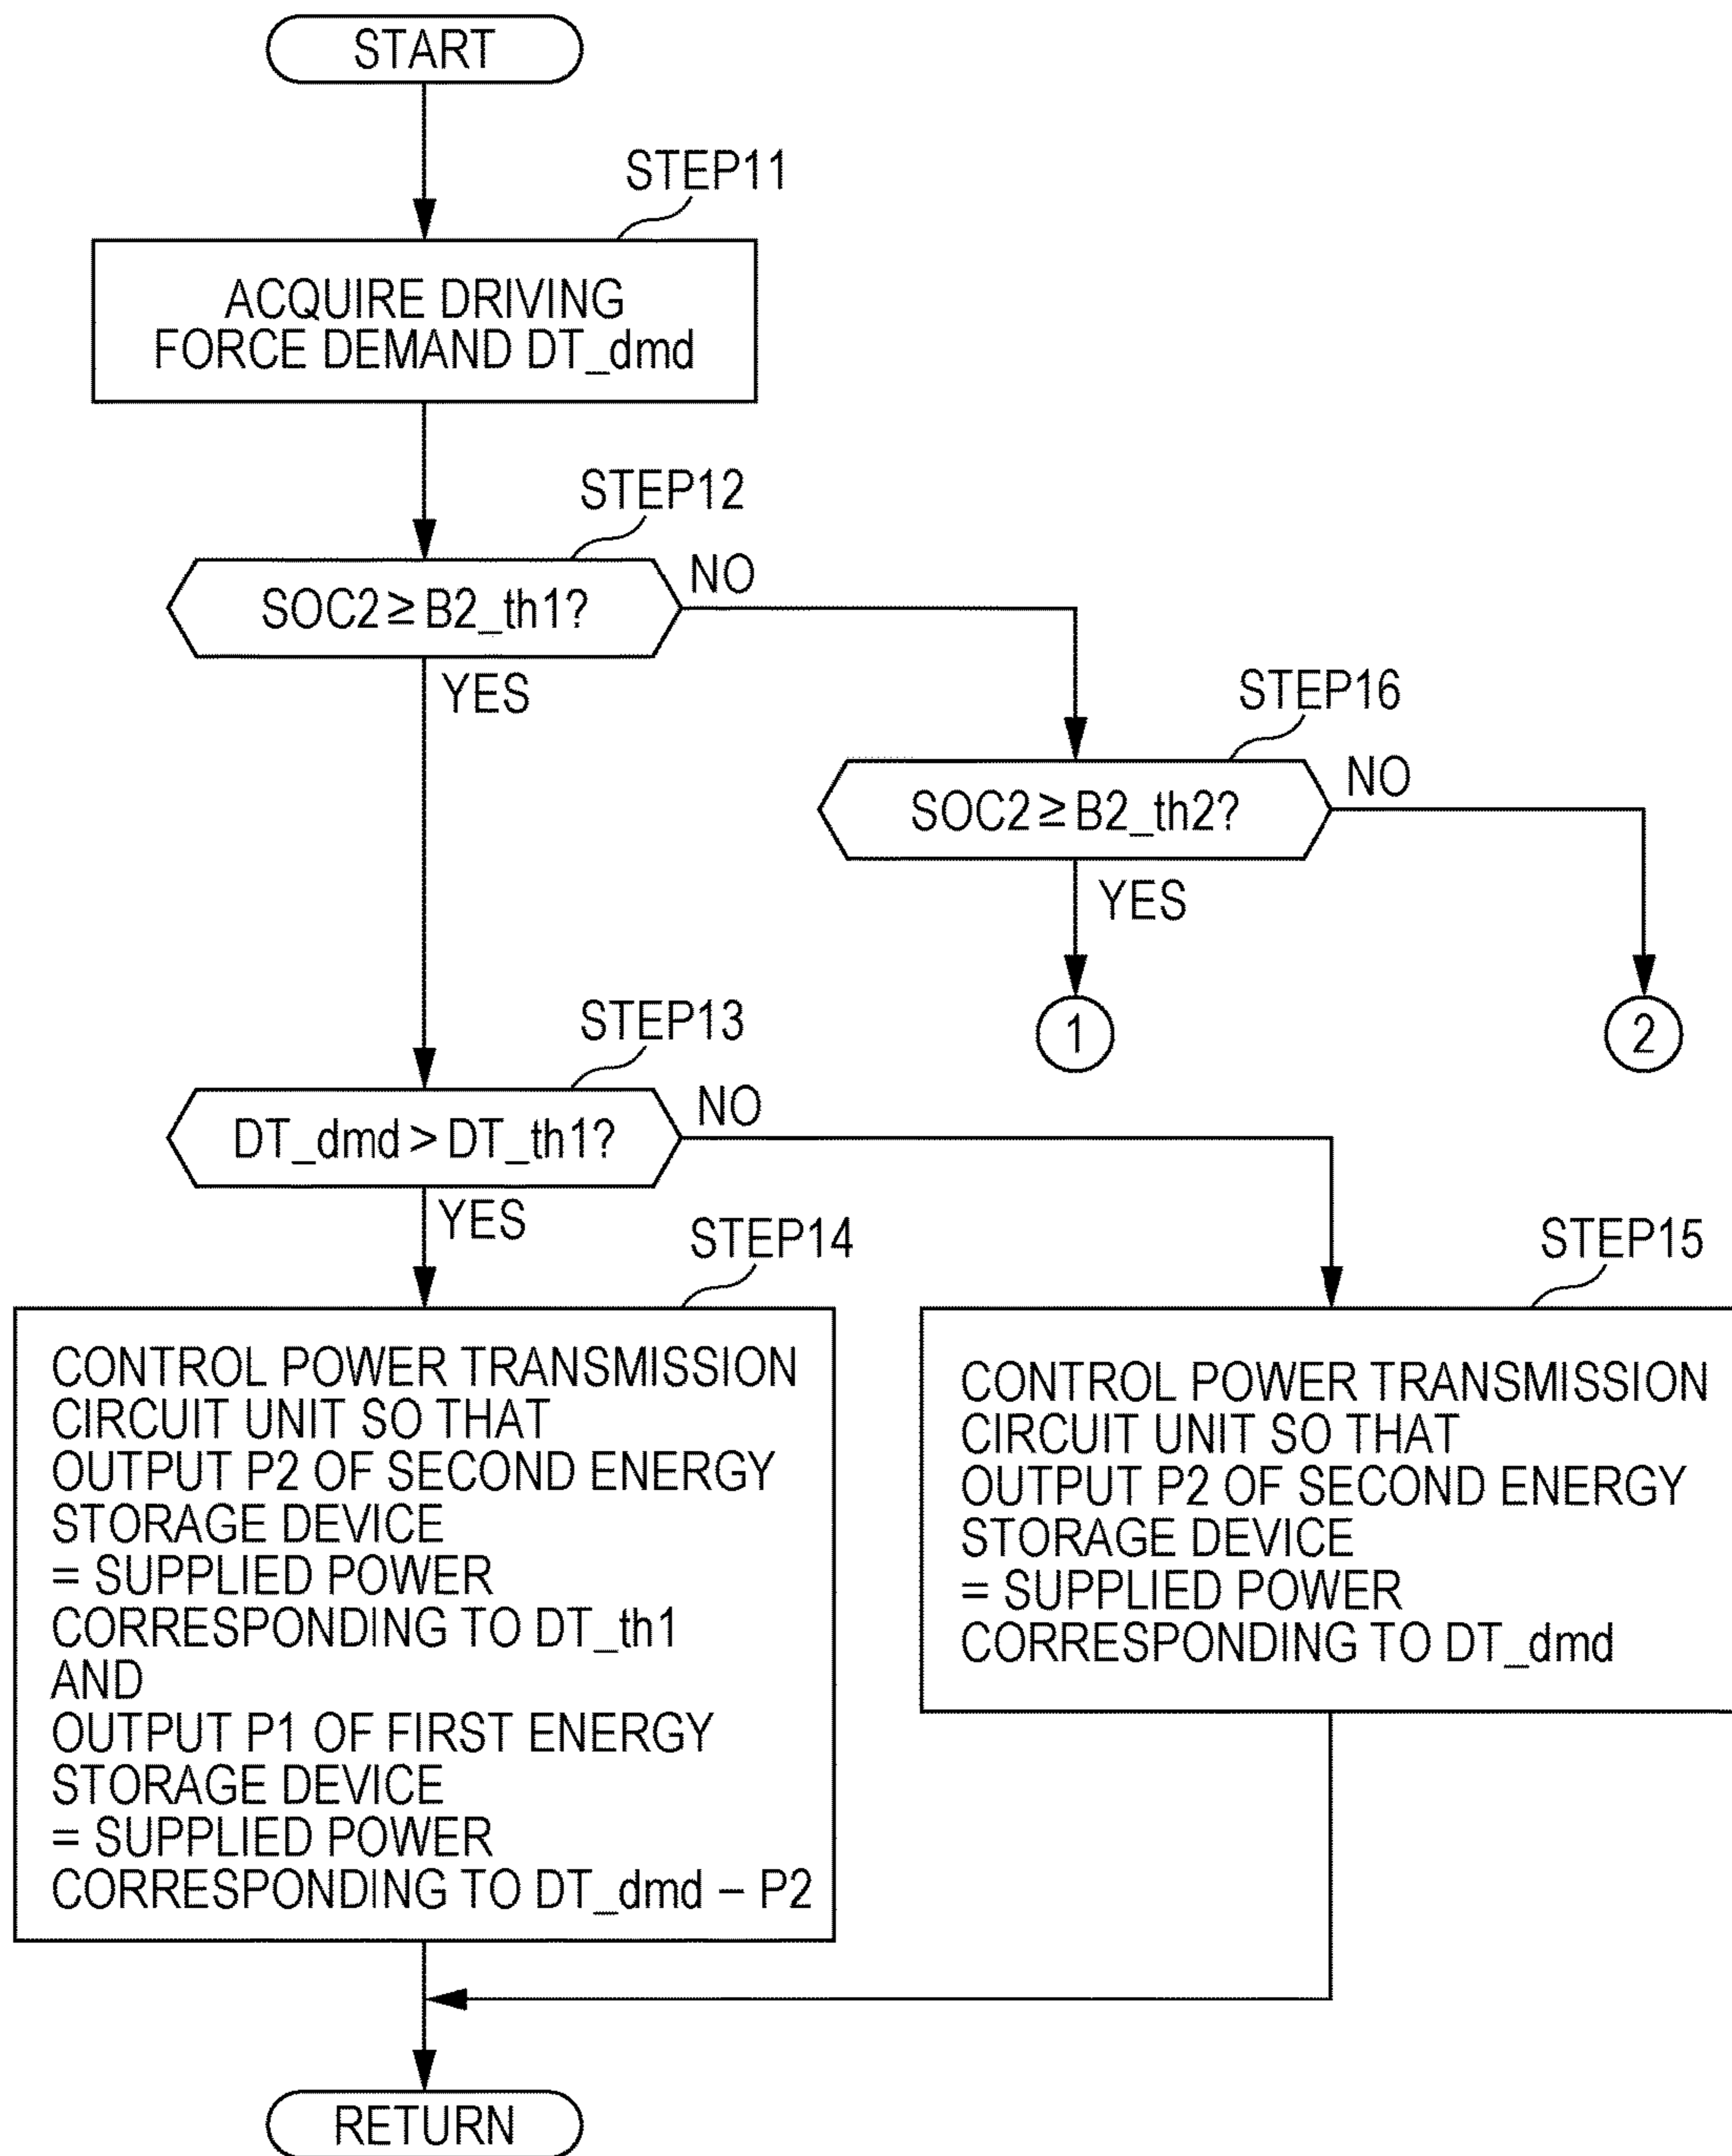 START
STEP11
ACQUIRE DRIVING
FORCE DEMAND DT_dmd
STEP12
SOC2 ≥ B2_th1?
NO
YES
STEP16
SOC2 ≥ B2_th2?
NO
YES
1
2
STEP13
DT_dmd > DT_th1?
NO
YES
STEP14
CONTROL POWER TRANSMISSION
CIRCUIT UNIT SO THAT
OUTPUT P2 OF SECOND ENERGY
STORAGE DEVICE
= SUPPLIED POWER
CORRESPONDING TO DT_th1
AND
OUTPUT P1 OF FIRST ENERGY
STORAGE DEVICE
= SUPPLIED POWER
CORRESPONDING TO DT_dmd – P2
STEP15
CONTROL POWER TRANSMISSION
CIRCUIT UNIT SO THAT
OUTPUT P2 OF SECOND ENERGY
STORAGE DEVICE
= SUPPLIED POWER
CORRESPONDING TO DT_dmd
RETURN